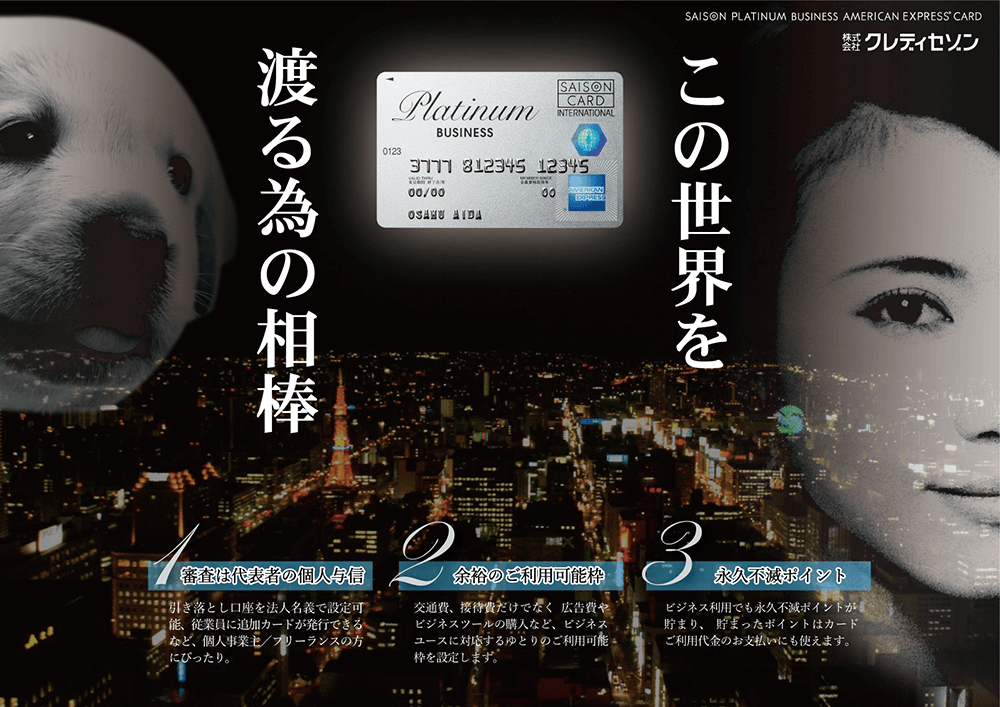 SAISON PLATINUM BUSINESS AMERICAN EXPRESS® CARD
株式会社 クレディセゾン
この世界を
渡る為の相棒
Platinum
BUSINESS
SAISON
CARD
INTERNATIONAL
0123
3777 812345 12345
VALID THRU
MEMBER SINCE
00/00
00
OSAMU AIDA
AMERICAN
EXPRESS
1 審査は代表者の個人与信
引き落とし口座を法人名義で設定可
能、従業員に追加カードが発行できる
など、個人事業主／フリーランスの方
にぴったり。
2 余裕のご利用可能枠
交通費、接待費だけでなく 広告費や
ビジネスツールの購入など、ビジネス
ユースに対応するゆとりのご利用可能
枠を設定します。
3 永久不滅ポイント
ビジネス利用でも永久不滅ポイントが
貯まり、 貯まったポイントはカード
ご利用代金のお支払いにも使えます。